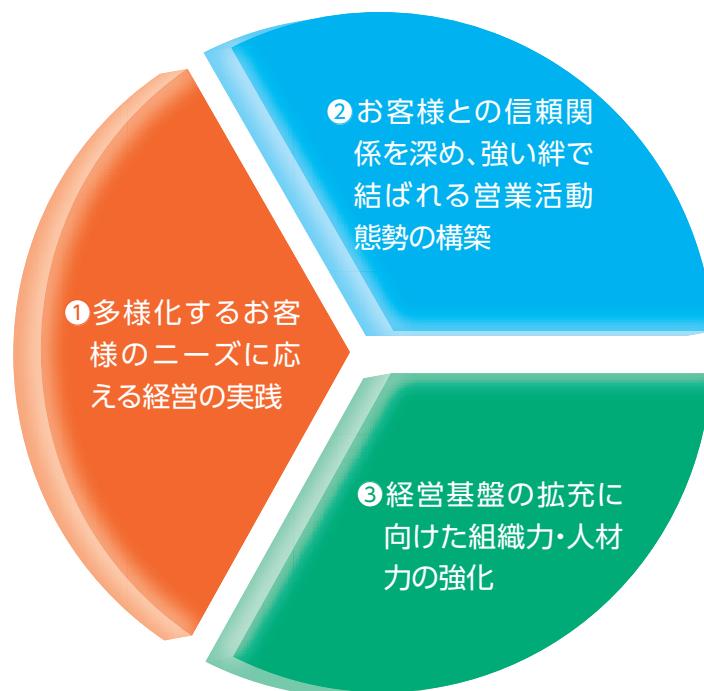 ❶多様化するお客
様のニーズに応
える経営の実践
❷お客様との信頼関
係を深め、強い絆で
結ばれる営業活動
態勢の構築
❸経営基盤の拡充に
向けた組織力・人材
力の強化